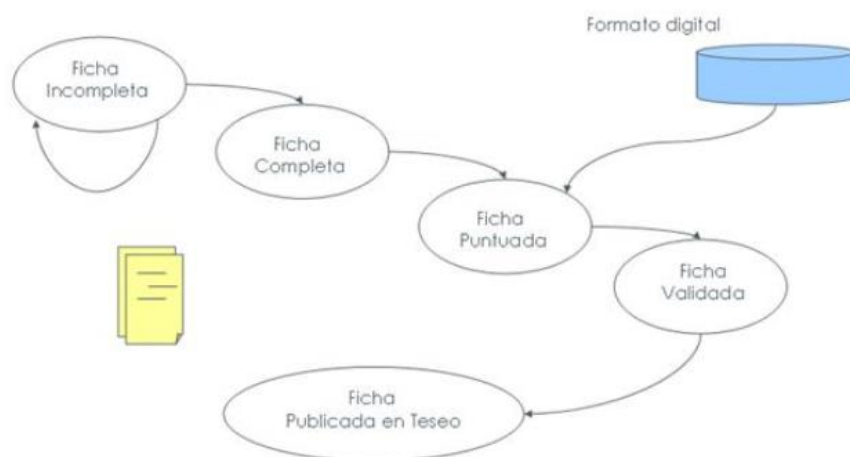 Formato digital
Ficha
Incompleta
Ficha
Completa
Ficha
Puntuada
Ficha
Validada
Ficha
Publicada en Teseo